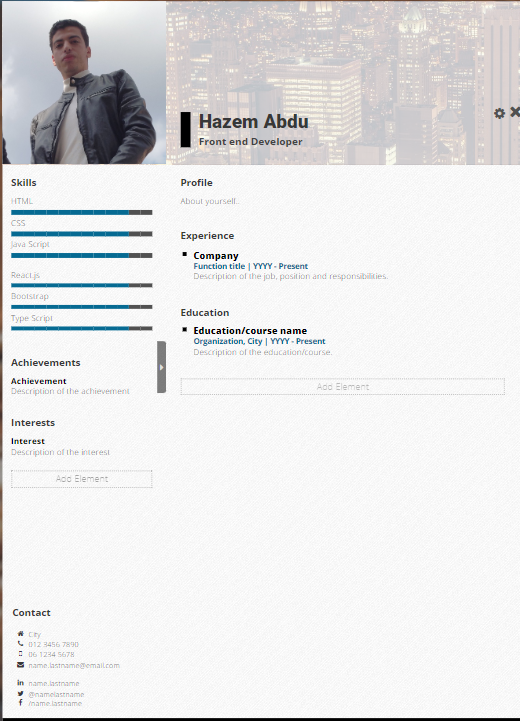 Hazem Abdu
Front end Developer
Skills
HTML
CSS
Java Script
React.js
Bootstrap
Type Script
Achievements
Achievement
Description of the achievement
Interests
Interest
Description of the interest
Add Element
Contact
City
012 3456 7890
06 1234 5678
name.lastname@email.com
name.lastname
@namelastname
/name.lastname
Profile
About yourself..
Experience
Company
Function title | YYYY - Present
Description of the job, position and responsibilities.
Education
Education/course name
Organization, City | YYYY - Present
Description of the education/course.
Add Element